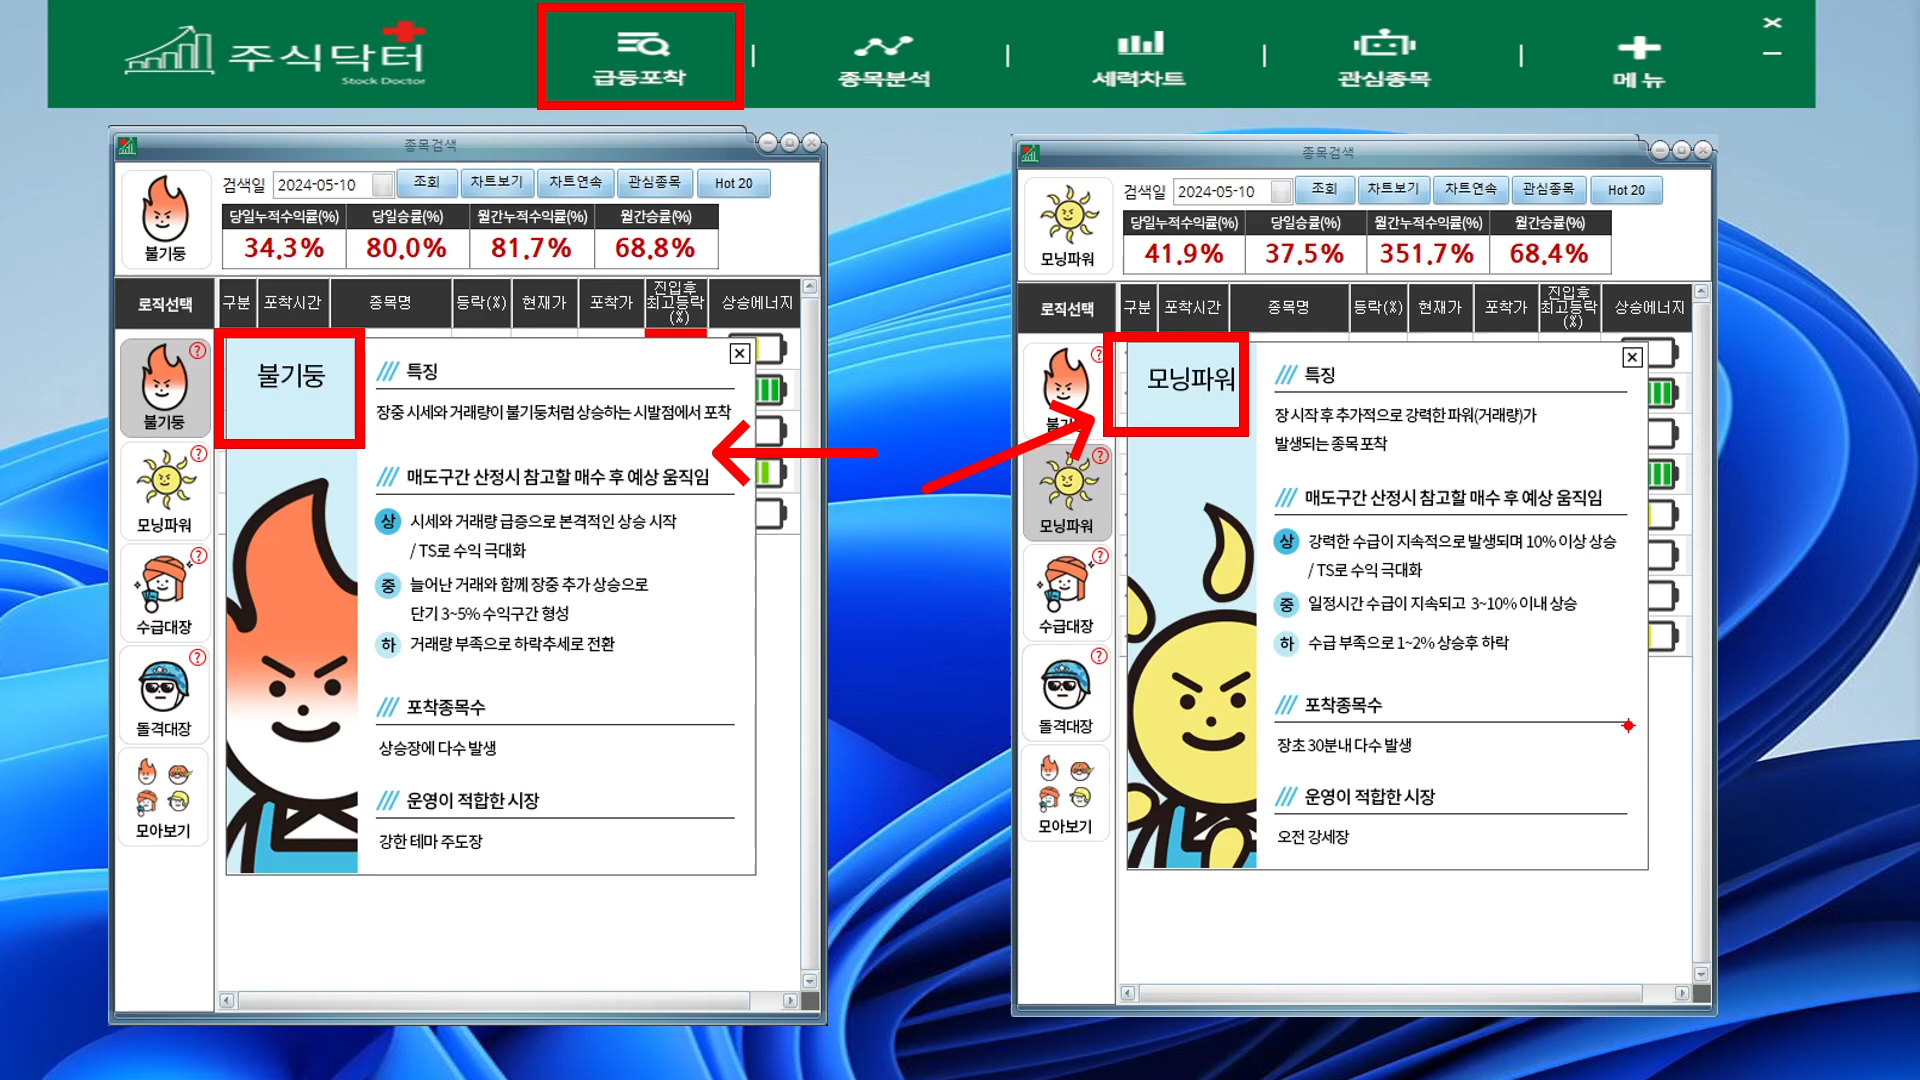 주식닥터
Stock Doctor
급등포착
종목분석
세력차트
관심종목
메뉴
종목검색
불기둥
검색일
2024-05-10
조회
차트보기
차트연속
관심종목
Hot 20
당일누적수익률(%) 당일승률(%) 월간누적수익률(%) 월간승률(%)
34.3% 80.0% 81.7% 68.8%
로직선택
구분 포착시간 종목명 등락(%) 현재가 포착가 진입후 최고등락 (%) 상승에너지
불기둥
모닝파워
수급대장
돌격대장
모아보기
불기둥
특징
장중 시세와 거래량이 불기둥처럼 상승하는 시발점에서 포착
매도구간 산정시 참고할 매수 후 예상 움직임
상 시세와 거래량 급증으로 본격적인 상승 시작
/ TS로 수익 극대화
중 늘어난 거래와 함께 장중 추가 상승으로
단기 3~5% 수익구간 형성
하 거래량 부족으로 하락추세로 전환
포착종목수
상승장에 다수 발생
운영이 적합한 시장
강한 테마 주도장
종목검색
모닝파워
검색일
2024-05-10
조회
차트보기
차트연속
관심종목
Hot 20
당일누적수익률(%) 당일승률(%) 월간누적수익률(%) 월간승률(%)
41.9% 37.5% 351.7% 68.4%
로직선택
구분 포착시간 종목명 등락(%) 현재가 포착가 진입후 최고등락 (%) 상승에너지
모닝파워
수급대장
돌격대장
모아보기
모닝파워
특징
장 시작 후 추가적으로 강력한 파워(거래량)가
발생되는 종목 포착
매도구간 산정시 참고할 매수 후 예상 움직임
상 강력한 수급이 지속적으로 발생되며 10% 이상 상승
/ TS로 수익 극대화
중 일정시간 수급이 지속되고 3~10% 이내 상승
하 수급 부족으로 1~2% 상승후 하락
포착종목수
장초 30분내 다수 발생
운영이 적합한 시장
오전 강세장